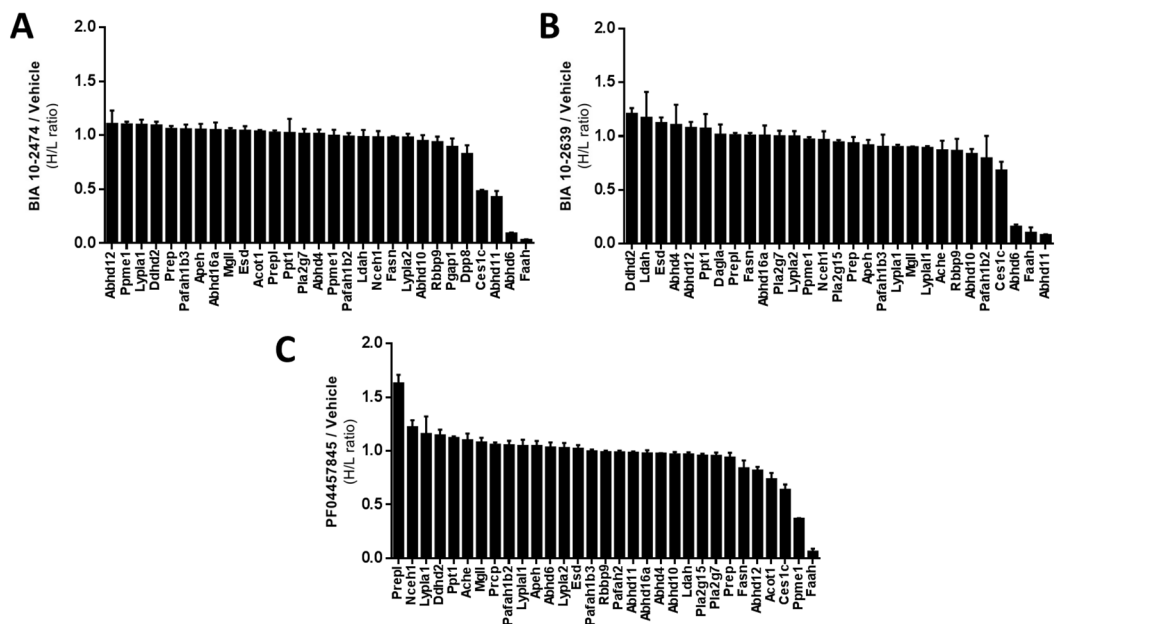 A
BIA 10-2474 / Vehicle
(H/L ratio)
2.0
1.5
1.0
0.5
0.0
Abhd12
Ppme1
Lypla1
Ddhd2
Prep
Pafah1b3
Apeh
Abhd16a
Mgll
Esd
Acot1
Prepl
Ppt1
Pla2g7
Abhd4
Ppme1
Pafah1b2
Ldah
Nceh1
Fasn
Lypla2
Abhd10
Rbbp9
Pgap1
Dpp8
Ces1c
Abhd11
Abhd6
Faah
B
BIA 10-2639 / Vehicle
(H/L ratio)
2.0
1.5
1.0
0.5
0.0
Ddhd2
Ldah
Esd
Abhd4
Abhd12
Ppt1
Dagla
Prepl
Fasn
Abhd16a
Pla2g7
Lypla2
Ppme1
Nceh1
Pla2g15
Prep
Apeh
Pafah1b3
Lypla1
Mgll
Lyplal1
Ache
Rbbp9
Abhd10
Pafah1b2
Ces1c
Abhd6
Faah
Abhd11
C
PF04457845 / Vehicle
(H/L ratio)
2.0
1.5
1.0
0.5
0.0
Prepl
Nceh1
Lypla1
Ddhd2
Ppt1
Ache
Mgll
Prcp
Pafah1b2
Lyplal1
Apeh
Abhd6
Lypla2
Esd
Pafah1b3
Rbbp9
Pafah2
Abhd11
Abhd16a
Abhd4
Abhd10
Ldah
Pla2g15
Pla2g7
Prep
Fasn
Abhd12
Acot1
Ces1c
Ppme1
Faah